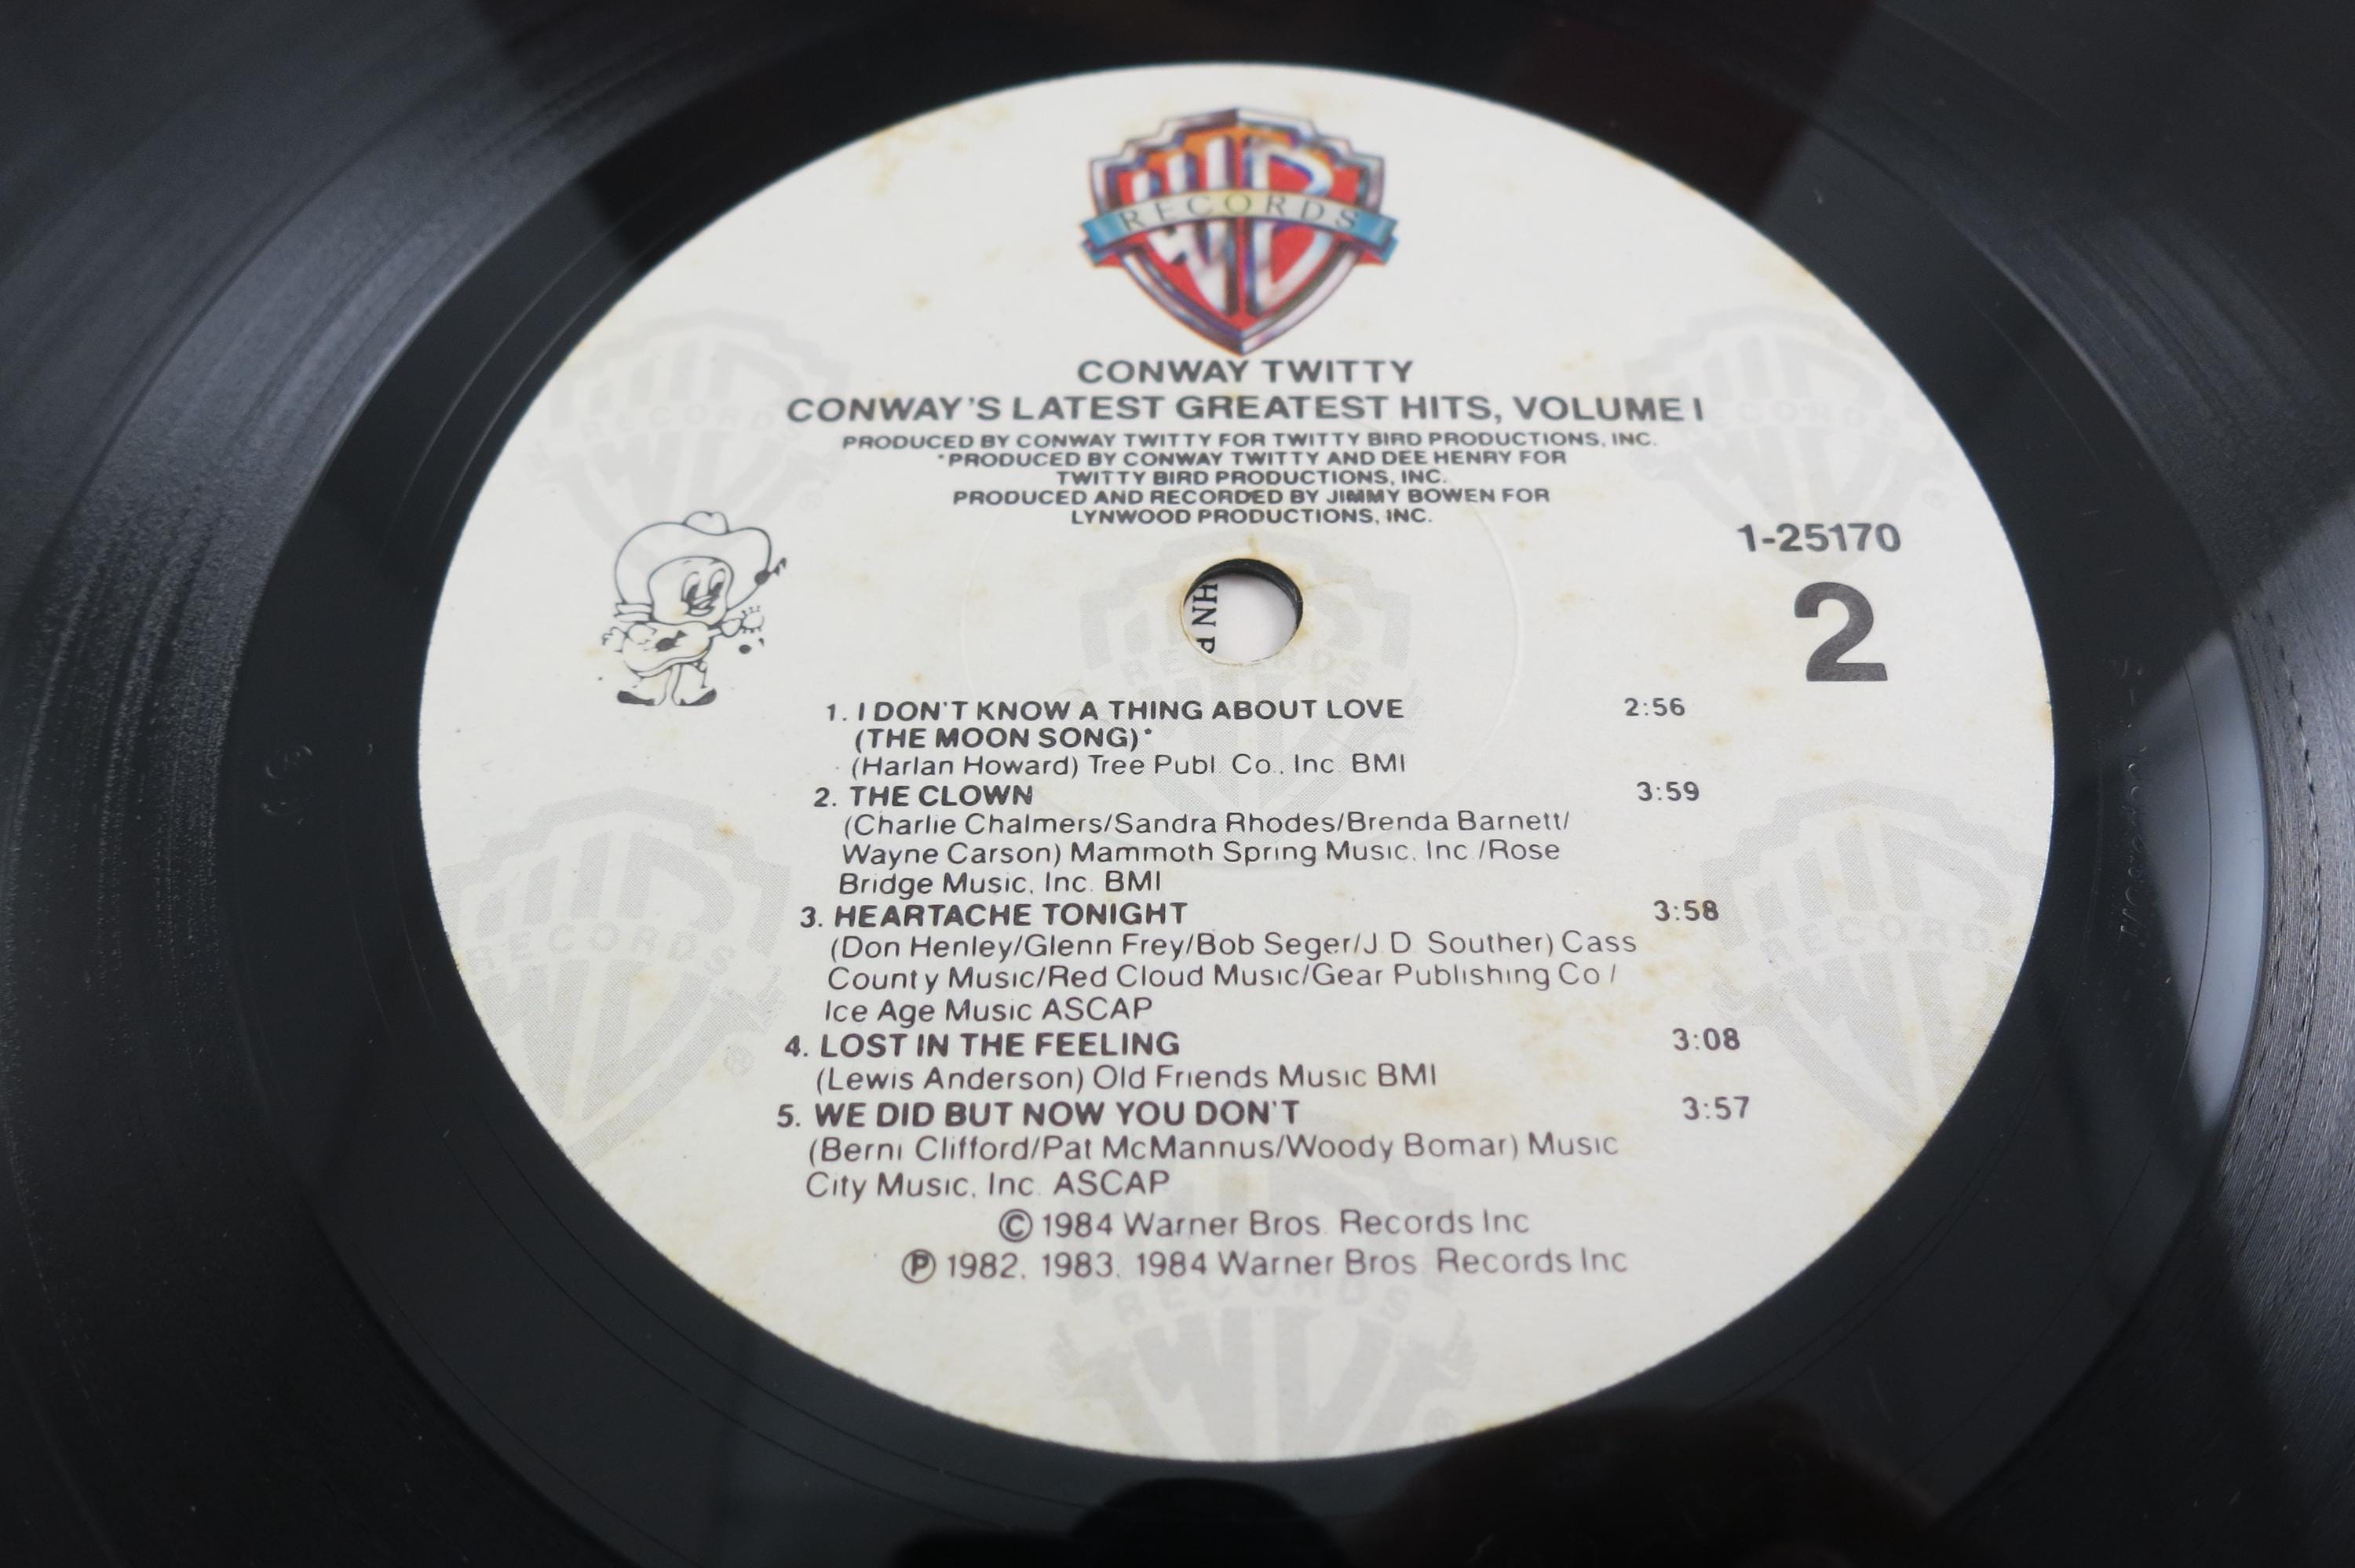 WB
RECORDS
CONWAY TWITTY
CONWAY'S LATEST GREATEST HITS, VOLUME I
PRODUCED BY CONWAY TWITTY FOR TWITTY BIRD PRODUCTIONS, INC.
*PRODUCED BY CONWAY TWITTY AND DEE HENRY FOR
TWITTY BIRD PRODUCTIONS, INC.
PRODUCED AND RECORDED BY JIMMY BOWEN FOR
LYNWOOD PRODUCTIONS, INC.
1-25170
2
HN P
1. I DON'T KNOW A THING ABOUT LOVE 2:56
(THE MOON SONG)*
(Harlan Howard) Tree Publ. Co., Inc. BMI
2. THE CLOWN 3:59
(Charlie Chalmers/Sandra Rhodes/Brenda Barnett/
Wayne Carson) Mammoth Spring Music, Inc./Rose
Bridge Music, Inc. BMI
3. HEARTACHE TONIGHT 3:58
(Don Henley/Glenn Frey/Bob Seger/J.D. Souther) Cass
County Music/Red Cloud Music/Gear Publishing Co./
Ice Age Music ASCAP
4. LOST IN THE FEELING 3:08
(Lewis Anderson) Old Friends Music BMI
5. WE DID BUT NOW YOU DON'T 3:57
(Berni Clifford/Pat McMannus/Woody Bomar) Music
City Music, Inc. ASCAP
© 1984 Warner Bros. Records Inc
℗ 1982, 1983, 1984 Warner Bros. Records Inc